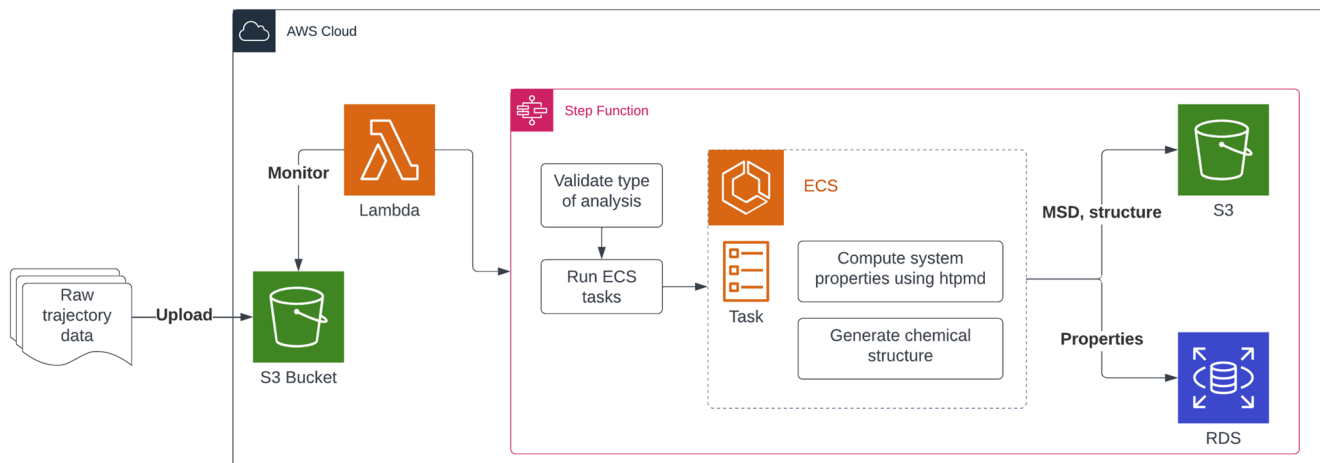 AWS Cloud
Step Function
Monitor
Lambda
Validate type
of analysis
ECS
MSD, structure
S3
Raw
trajectory
data
Upload
S3 Bucket
Run ECS
tasks
Task
Compute system
properties using htpmd
Generate chemical
structure
Properties
RDS